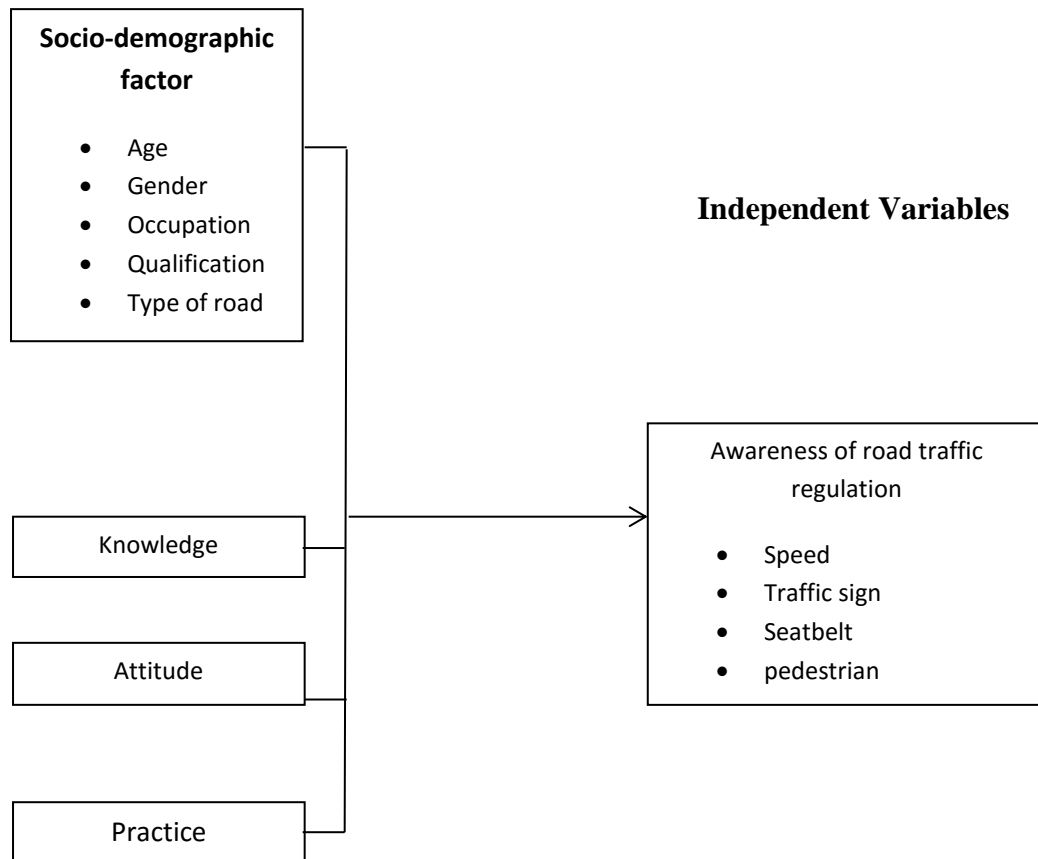 Socio-demographic
factor
• Age
• Gender
• Occupation
• Qualification
• Type of road
Independent Variables
Awareness of road traffic
regulation
• Speed
• Traffic sign
• Seatbelt
• pedestrian
Knowledge
Attitude
Practice